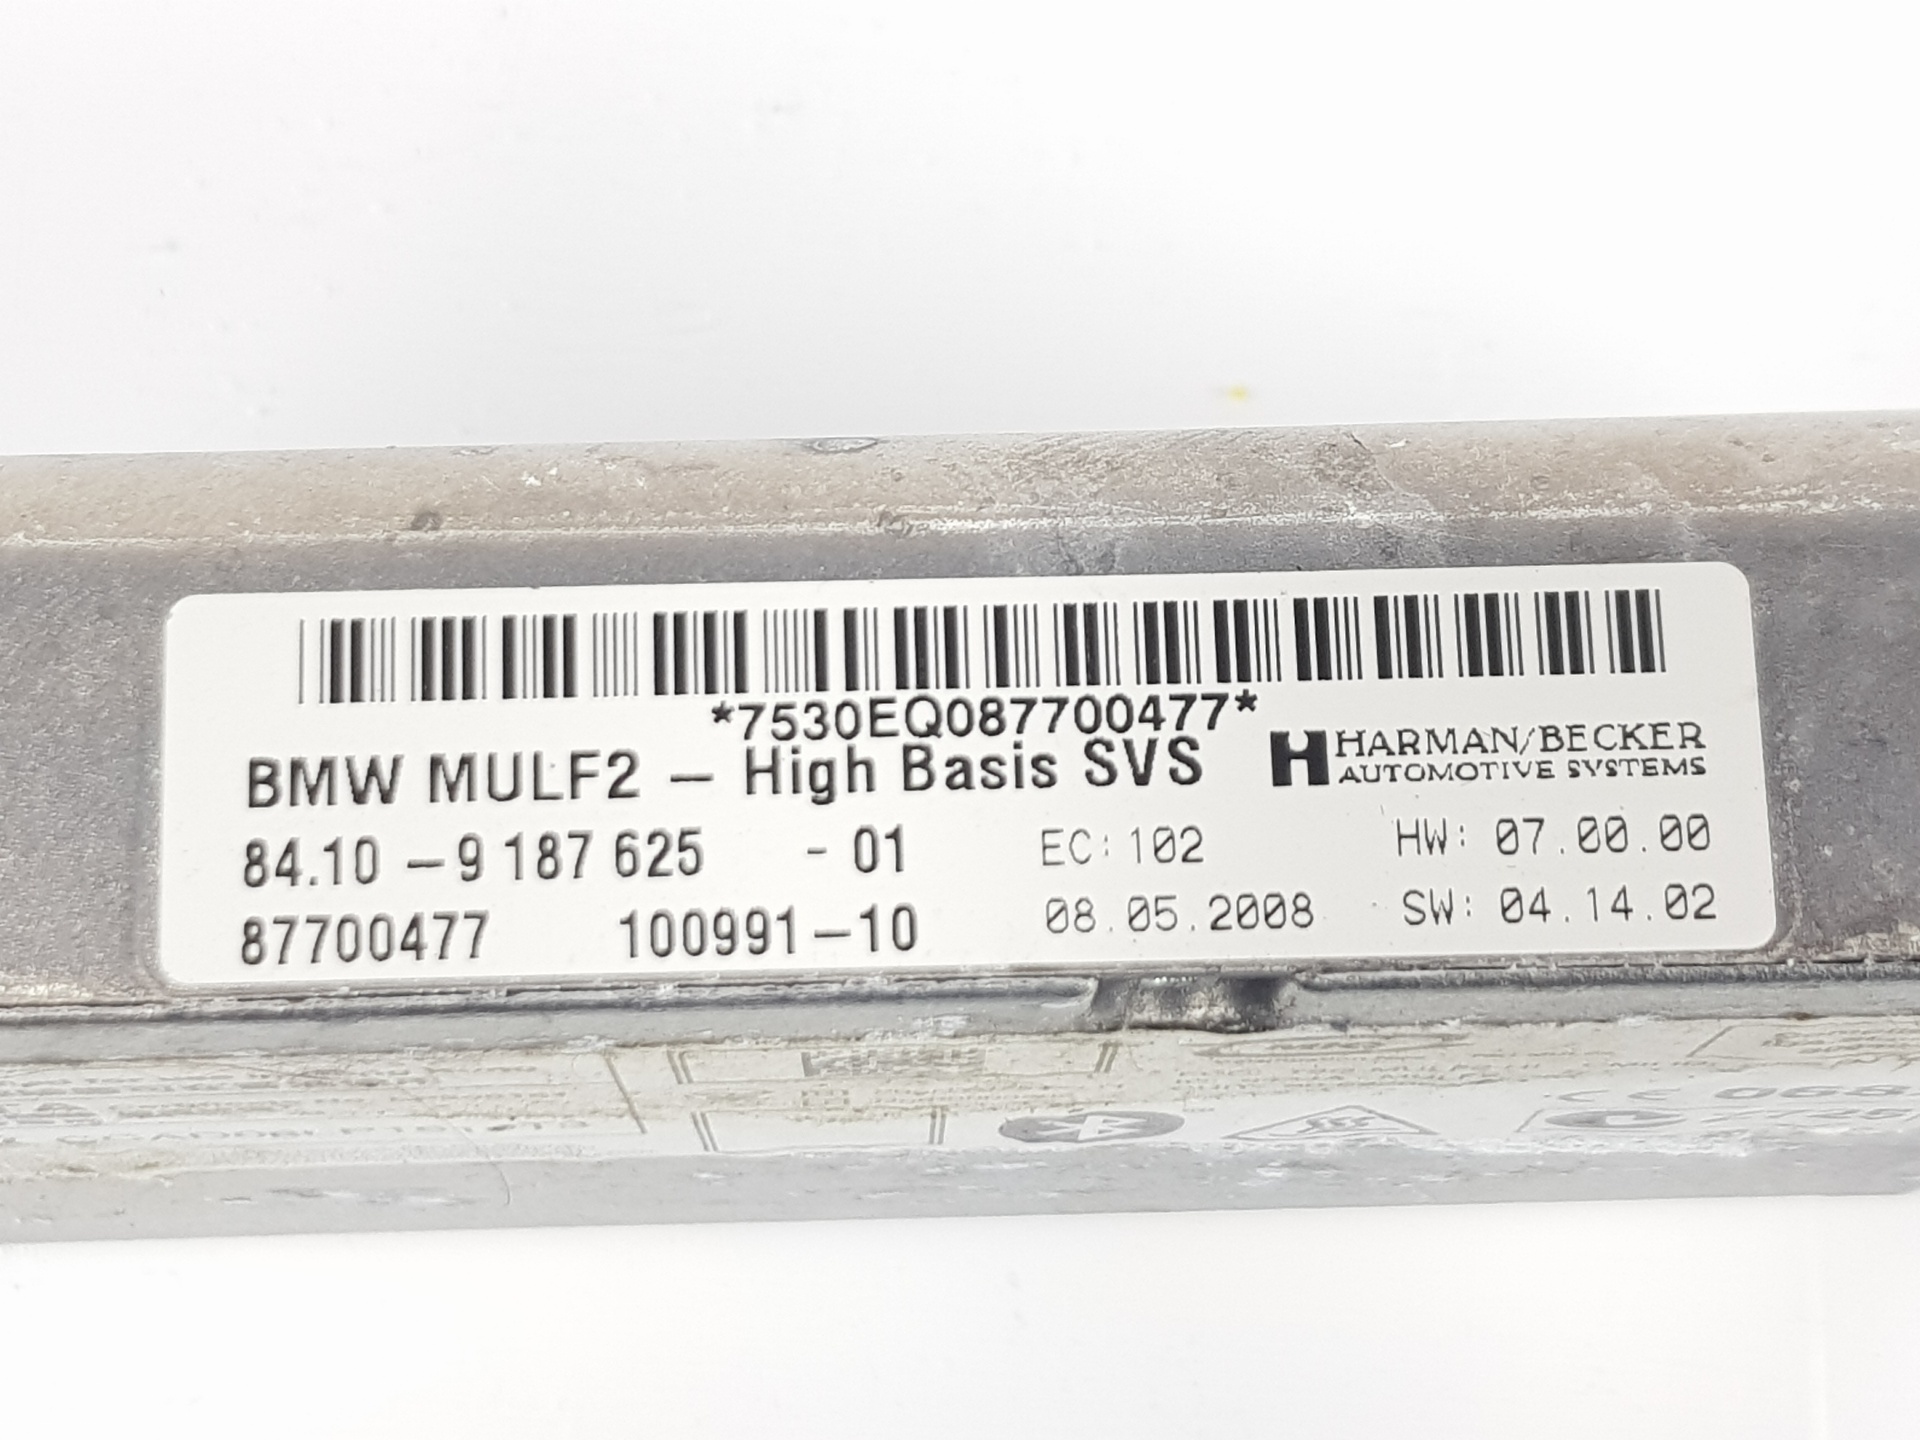 *7530EQ087700477*
BMW MULF2 – High Basis SVS
HARMAN/BECKER
AUTOMOTIVE SYSTEMS
84.10 –9 187 625 - 01 EC: 102 HW: 07.00.00
87700477 100991–10 08.05.2008 SW: 04.14.02